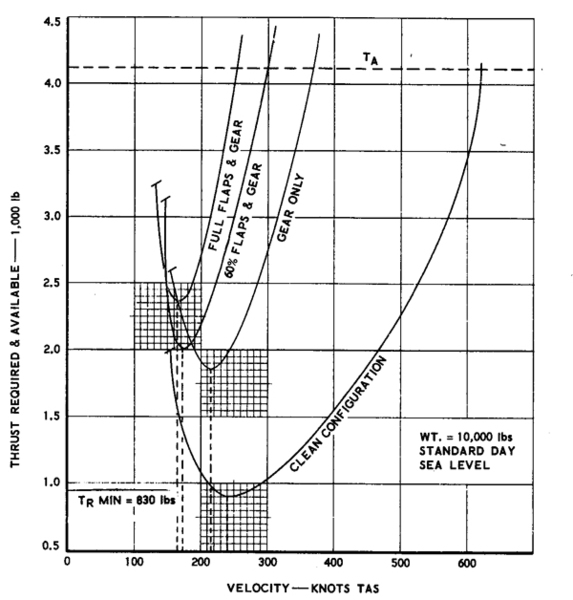 4.5
4.0
3.5
3.0
2.5
2.0
1.5
1.0
0.5
THRUST REQUIRED & AVAILABLE — 1,000 lb
TA
FULL FLAPS & GEAR
60% FLAPS & GEAR
GEAR ONLY
CLEAN CONFIGURATION
WT. = 10,000 lbs
STANDARD DAY
SEA LEVEL
TR MIN = 830 lbs
0 100 200 300 400 500 600
VELOCITY — KNOTS TAS